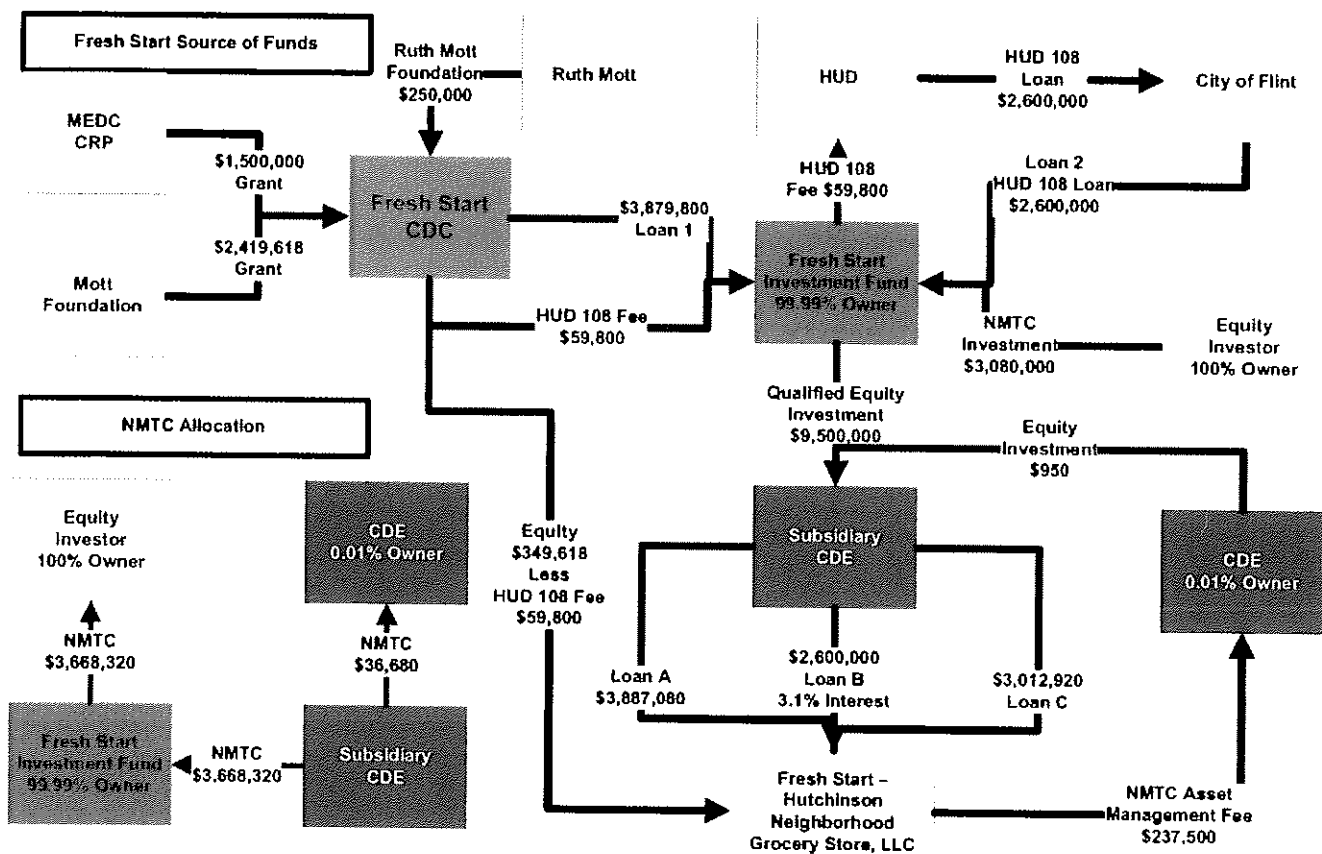 Fresh Start Source of Funds
Ruth Mott
Foundation
$250,000
Ruth Mott
HUD
HUD 108
Loan
$2,600,000
City of Flint
MEDC
CRP
$1,500,000
Grant
Fresh Start
CDC
$2,419,618
Grant
Mott
Foundation
$3,879,800
Loan 1
HUD 108
Fee $59,800
Loan 2
HUD 108 Loan
$2,600,000
Fresh Start
Investment Fund
99.99% Owner
HUD 108 Fee
$59,800
NMTC
Investment
$3,080,000
Equity
Investor
100% Owner
Qualified Equity
Investment
$9,500,000
Equity
Investment
$950
NMTC Allocation
Equity
Investor
100% Owner
CDE
0.01% Owner
Equity
$349,618
Less
HUD 108 Fee
$59,800
Subsidiary
CDE
CDE
0.01% Owner
NMTC
$3,668,320
NMTC
$36,680
Loan A
$3,887,080
$2,600,000
Loan B
3.1% Interest
$3,012,920
Loan C
Fresh Start
Investment Fund
99.99% Owner
NMTC
$3,668,320
Subsidiary
CDE
Fresh Start –
Hutchinson
Neighborhood
Grocery Store, LLC
NMTC Asset
Management Fee
$237,500